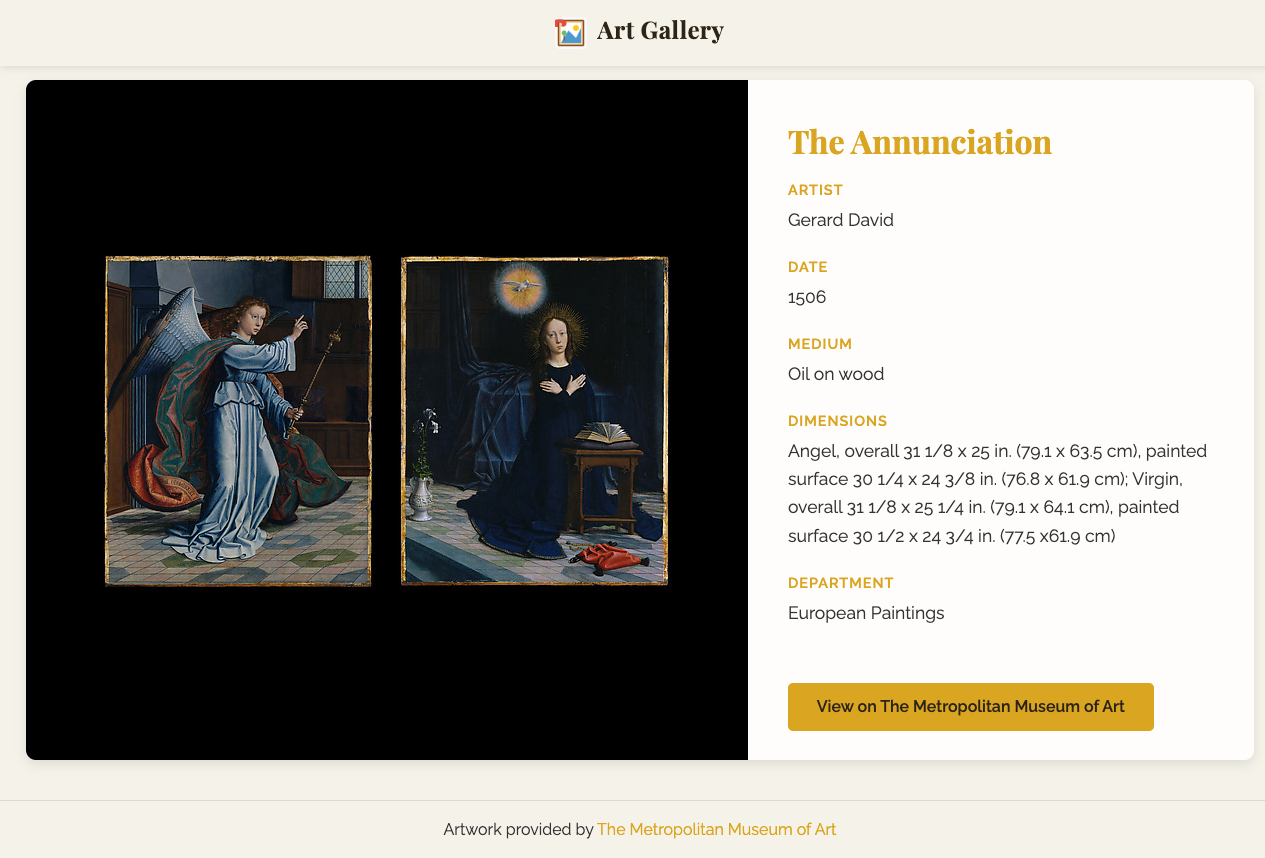 Art Gallery
The Annunciation
ARTIST
Gerard David
DATE
1506
MEDIUM
Oil on wood
DIMENSIONS
Angel, overall 31 1/8 x 25 in. (79.1 x 63.5 cm), painted
surface 30 1/4 x 24 3/8 in. (76.8 x 61.9 cm); Virgin,
overall 31 1/8 x 25 1/4 in. (79.1 x 64.1 cm), painted
surface 30 1/2 x 24 3/4 in. (77.5 x61.9 cm)
DEPARTMENT
European Paintings
View on The Metropolitan Museum of Art
Artwork provided by The Metropolitan Museum of Art